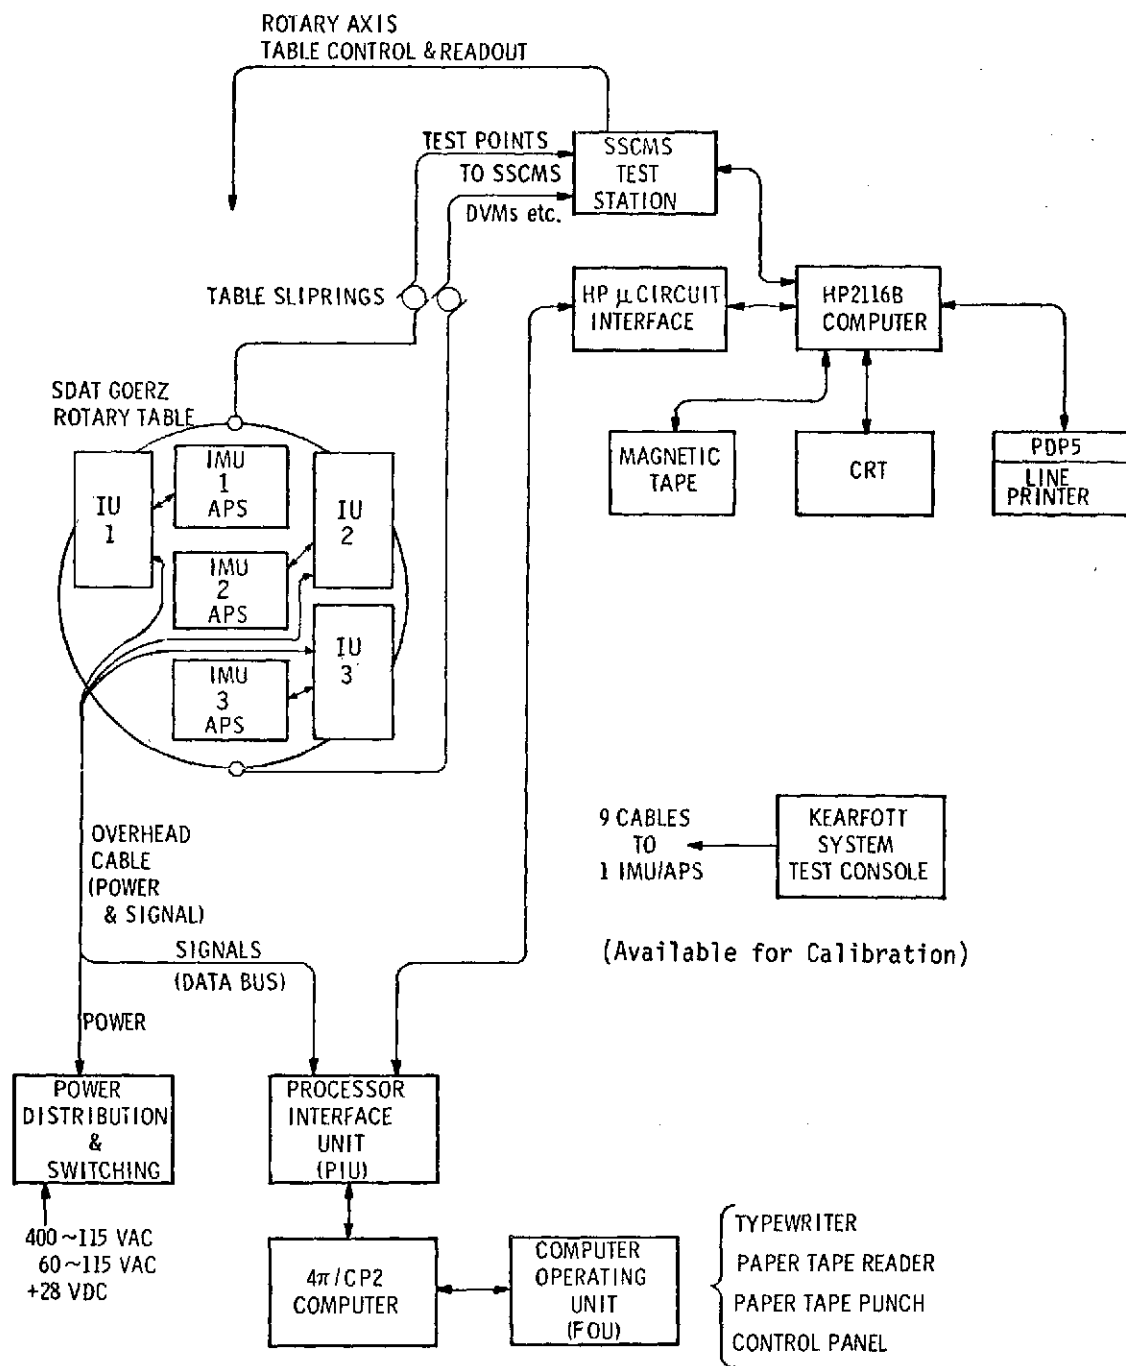 ROTARY AXIS
TABLE CONTROL & READOUT
TEST POINTS
TO SSCMS
DVMs etc.
SSCMS
TEST
STATION
TABLE SLIPRINGS
HP μ CIRCUIT
INTERFACE
HP2116B
COMPUTER
SDAT GOERZ
ROTARY TABLE
MAGNETIC
TAPE
CRT
PDP5
LINE
PRINTER
IU
1
IMU
1
APS
IU
2
IMU
2
APS
IU
3
IMU
3
APS
9 CABLES
TO
1 IMU/APS
KEARFOTT
SYSTEM
TEST CONSOLE
(Available for Calibration)
OVERHEAD
CABLE
(POWER
& SIGNAL)
SIGNALS
(DATA BUS)
POWER
POWER
DISTRIBUTION
&
SWITCHING
PROCESSOR
INTERFACE
UNIT
(PIU)
400~115 VAC
60~115 VAC
+28 VDC
4π/CP2
COMPUTER
COMPUTER
OPERATING
UNIT
(FOU)
TYPEWRITER
PAPER TAPE READER
PAPER TAPE PUNCH
CONTROL PANEL